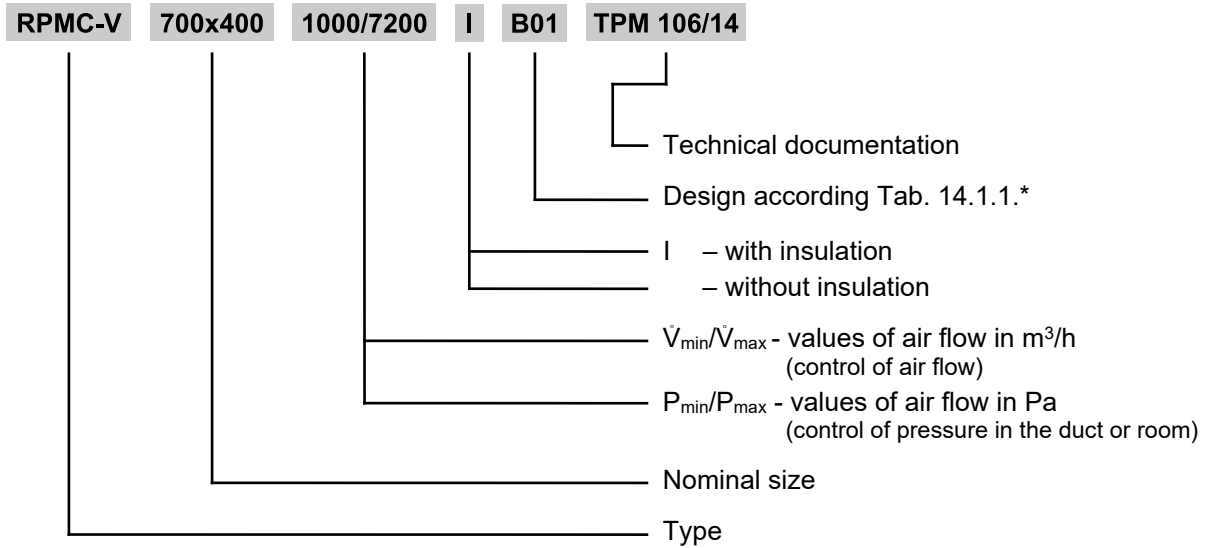 RPMC-V 700x400 1000/7200 I B01 TPM 106/14
Technical documentation
Design according Tab. 14.1.1.*
I – with insulation
– without insulation
V̊min/V̊max - values of air flow in m³/h
(control of air flow)
Pmin/Pmax - values of air flow in Pa
(control of pressure in the duct or room)
Nominal size
Type